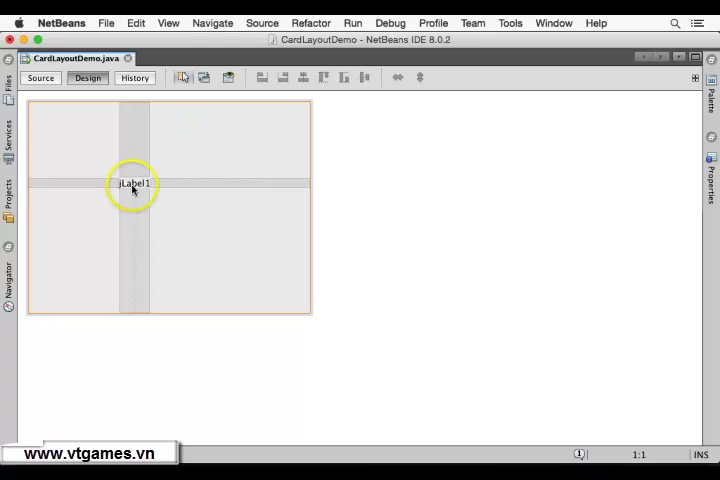 NetBeans File Edit View Navigate Source Refactor Run Debug Profile Team Tools Window Help
CardLayoutDemo - NetBeans IDE 8.0.2
CardLayoutDemo.java
Source Design History
Files
Services
Projects
Navigator
jLabel1
Palette
Properties
www.vtgames.vn
1
1:1
INS